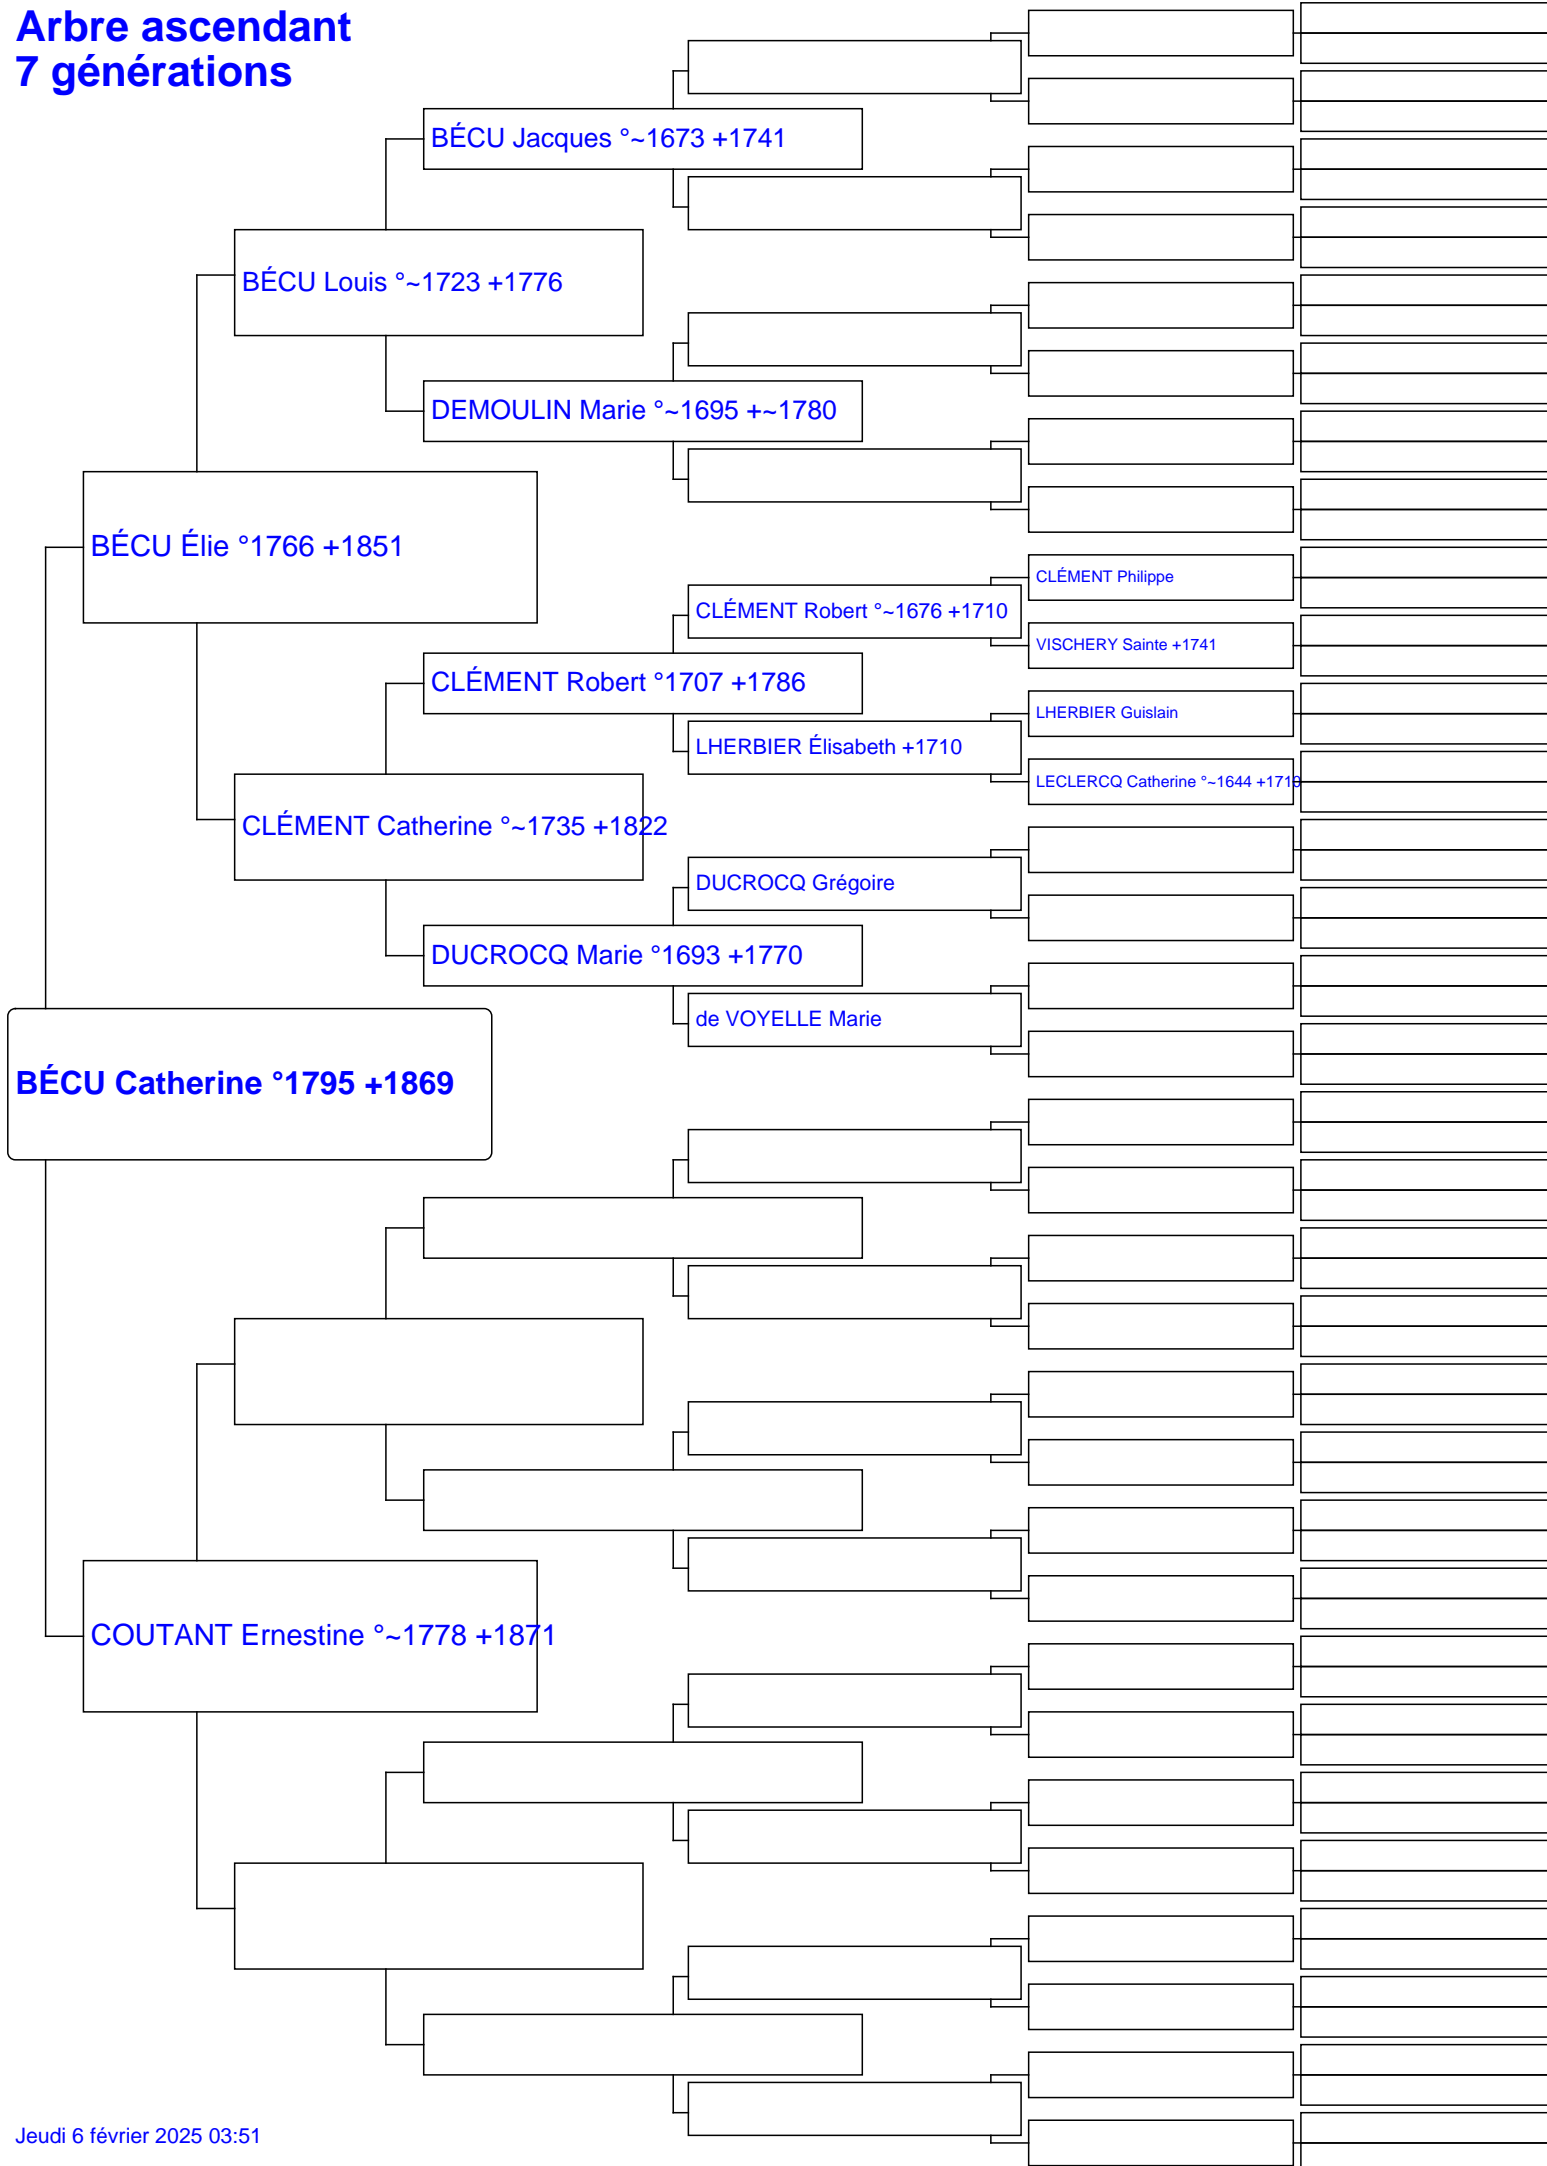 Arbre ascendant
7 générations
BÉCU Jacques °~1673 +1741
BÉCU Louis °~1723 +1776
DEMOULIN Marie °~1695 +~1780
BÉCU Élie °1766 +1851
CLÉMENT Philippe
CLÉMENT Robert °~1676 +1710
VISCHERY Sainte +1741
CLÉMENT Robert °1707 +1786
LHERBIER Guislain
LHERBIER Élisabeth +1710
LECLERCQ Catherine °~1644 +1710
CLÉMENT Catherine °~1735 +1822
DUCROCQ Grégoire
DUCROCQ Marie °1693 +1770
de VOYELLE Marie
BÉCU Catherine °1795 +1869
COUTANT Ernestine °~1778 +1871
Jeudi 6 février 2025 03:51